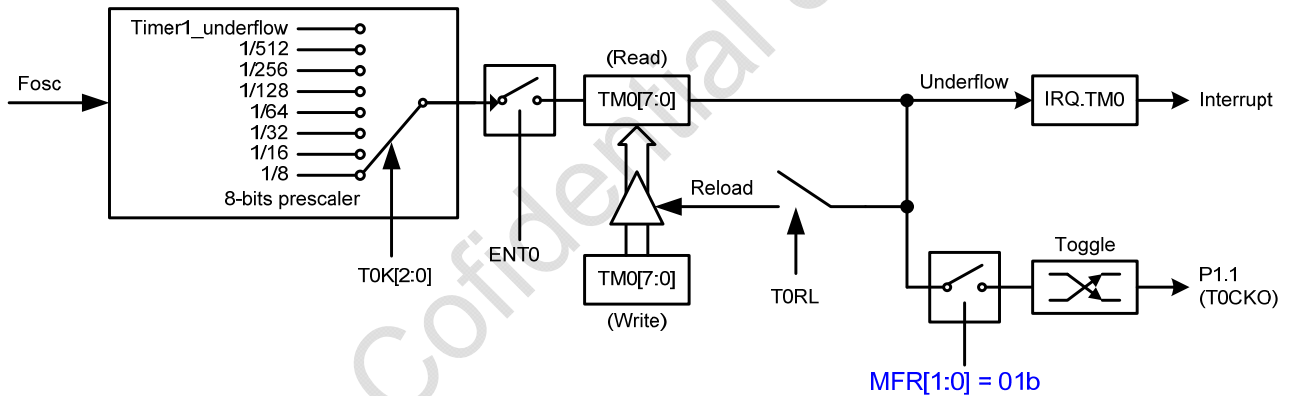 Timer1_underflow
1/512
1/256
1/128
1/64
1/32
1/16
1/8
8-bits prescaler
Fosc
T0K[2:0]
ENT0
(Read)
TM0[7:0]
Reload
TM0[7:0]
(Write)
T0RL
Underflow
IRQ.TM0
Interrupt
Toggle
P1.1
(T0CKO)
MFR[1:0] = 01b
Cofidential